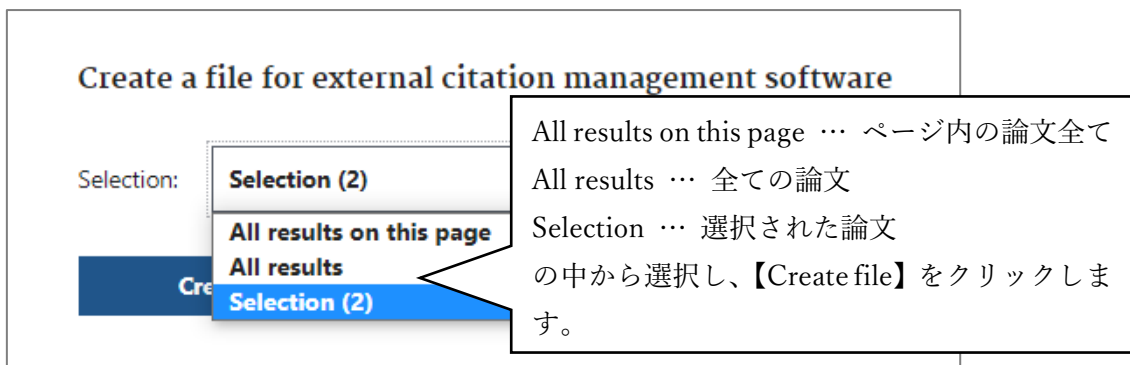 Create a file for external citation management software
Selection:
Selection (2)
All results on this page
All results
Selection (2)
All results on this page … ページ内の論文全て
All results … 全ての論文
Selection … 選択された論文
の中から選択し、【Create file】をクリックしま
す。